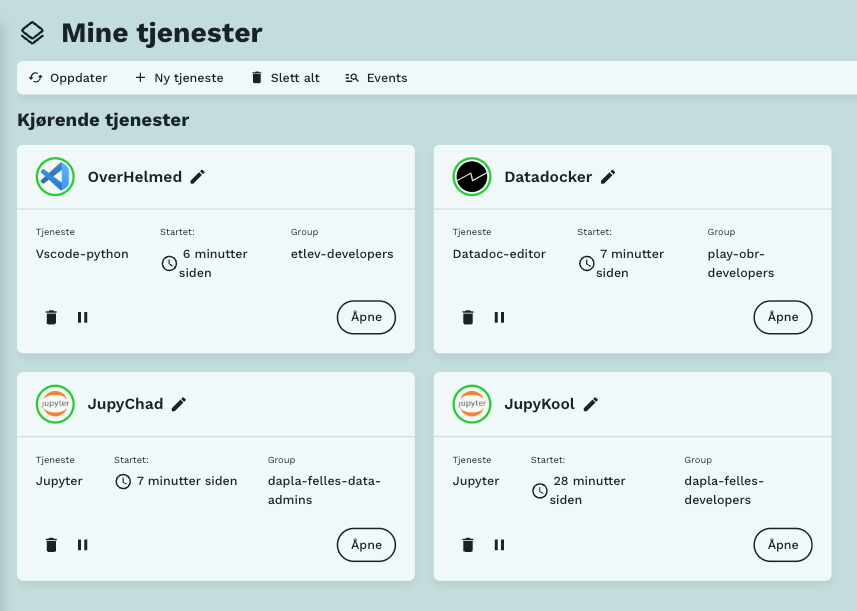 Mine tjenester
Oppdater Ny tjeneste Slett alt Events
Kjørende tjenester
OverHelmed
Tjeneste Startet: Group
Vscode-python 6 minutter etlev-developers
siden
Åpne
Datadocker
Tjeneste Startet: Group
Datadoc-editor 7 minutter play-obr-
siden developers
Åpne
jupyter JupyChad
Tjeneste Startet: Group
Jupyter 7 minutter siden dapla-felles-data-
admins
Åpne
jupyter JupyKool
Tjeneste Startet: Group
Jupyter 28 minutter dapla-felles-
siden developers
Åpne